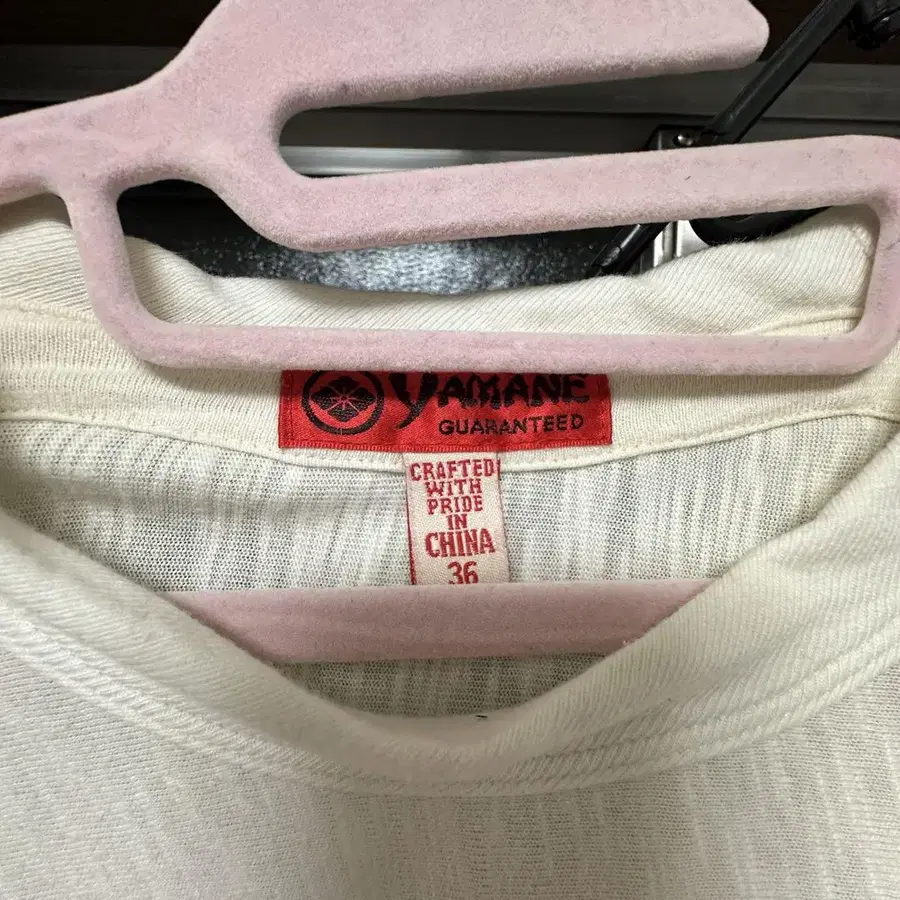 YAMANE
GUARANTEED
CRAFTED
WITH
PRIDE
IN
CHINA
36